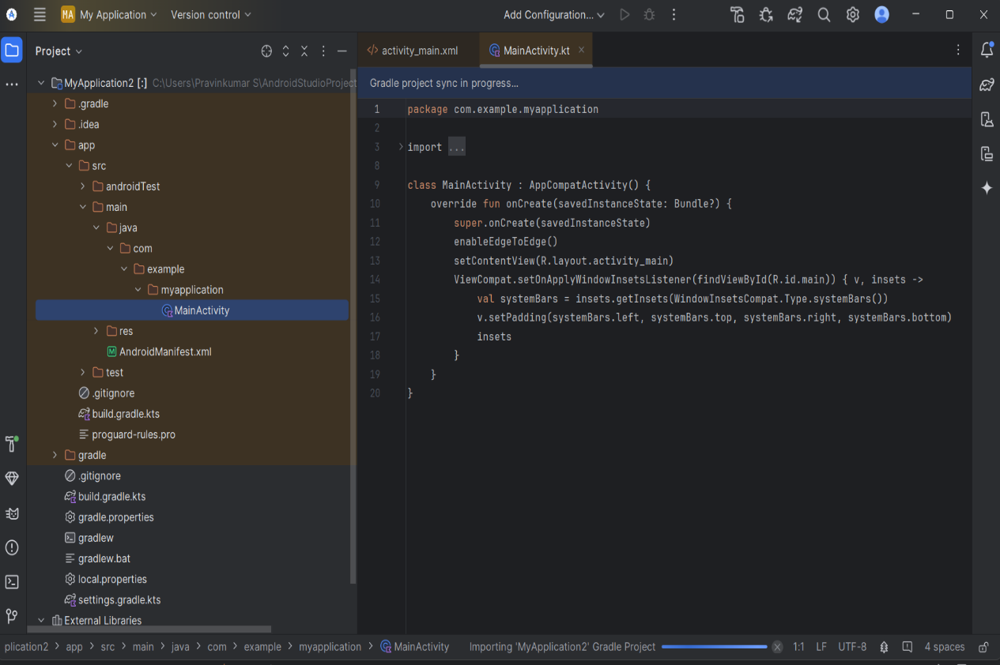 MA My Application Version control Add Configuration...
Project
activity_main.xml MainActivity.kt
MyApplication2 [:] C:\Users\Pravinkumar S\AndroidStudioProject
.gradle
.idea
app
src
androidTest
main
java
com
example
myapplication
MainActivity
res
M AndroidManifest.xml
test
.gitignore
build.gradle.kts
proguard-rules.pro
gradle
.gitignore
build.gradle.kts
gradle.properties
gradlew
gradlew.bat
local.properties
settings.gradle.kts
External Libraries
Gradle project sync in progress...
1 package com.example.myapplication
2
3 import ...
8
9 class MainActivity : AppCompatActivity() {
10 override fun onCreate(savedInstanceState: Bundle?) {
11 super.onCreate(savedInstanceState)
12 enableEdgeToEdge()
13 setContentView(R.layout.activity_main)
14 ViewCompat.setOnApplyWindowInsetsListener(findViewById(R.id.main)) { v, insets ->
15 val systemBars = insets.getInsets(WindowInsetsCompat.Type.systemBars())
16 v.setPadding(systemBars.left, systemBars.top, systemBars.right, systemBars.bottom)
17 insets
18 }
19 }
20 }
plication2 > app > src > main > java > com > example > myapplication > MainActivity Importing 'MyApplication2' Gradle Project 1:1 LF UTF-8 4 spaces